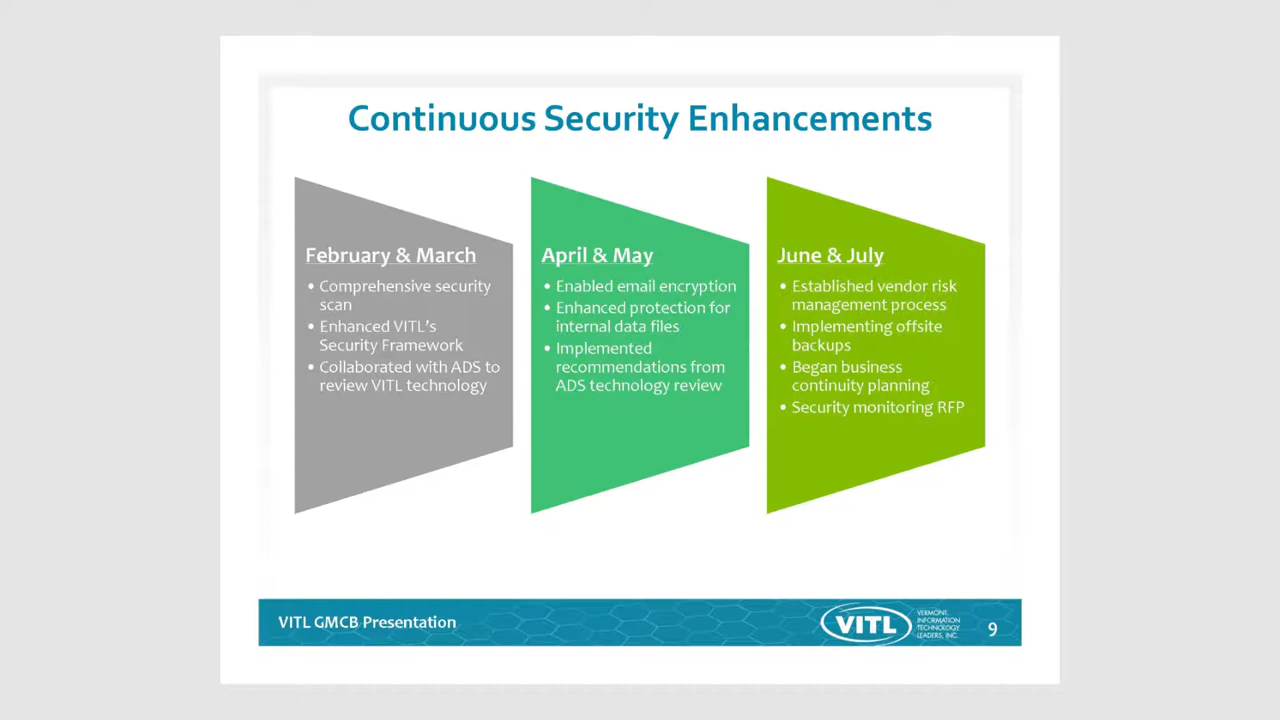 Continuous Security Enhancements
February & March
• Comprehensive security
scan
• Enhanced VITL's
Security Framework
• Collaborated with ADS to
review VITL technology
April & May
• Enabled email encryption
• Enhanced protection for
internal data files
• Implemented
recommendations from
ADS technology review
June & July
• Established vendor risk
management process
• Implementing offsite
backups
• Began business
continuity planning
• Security monitoring RFP
VITL GMCB Presentation
VITL
VERMONT
INFORMATION
TECHNOLOGY
LEADERS, INC.
9